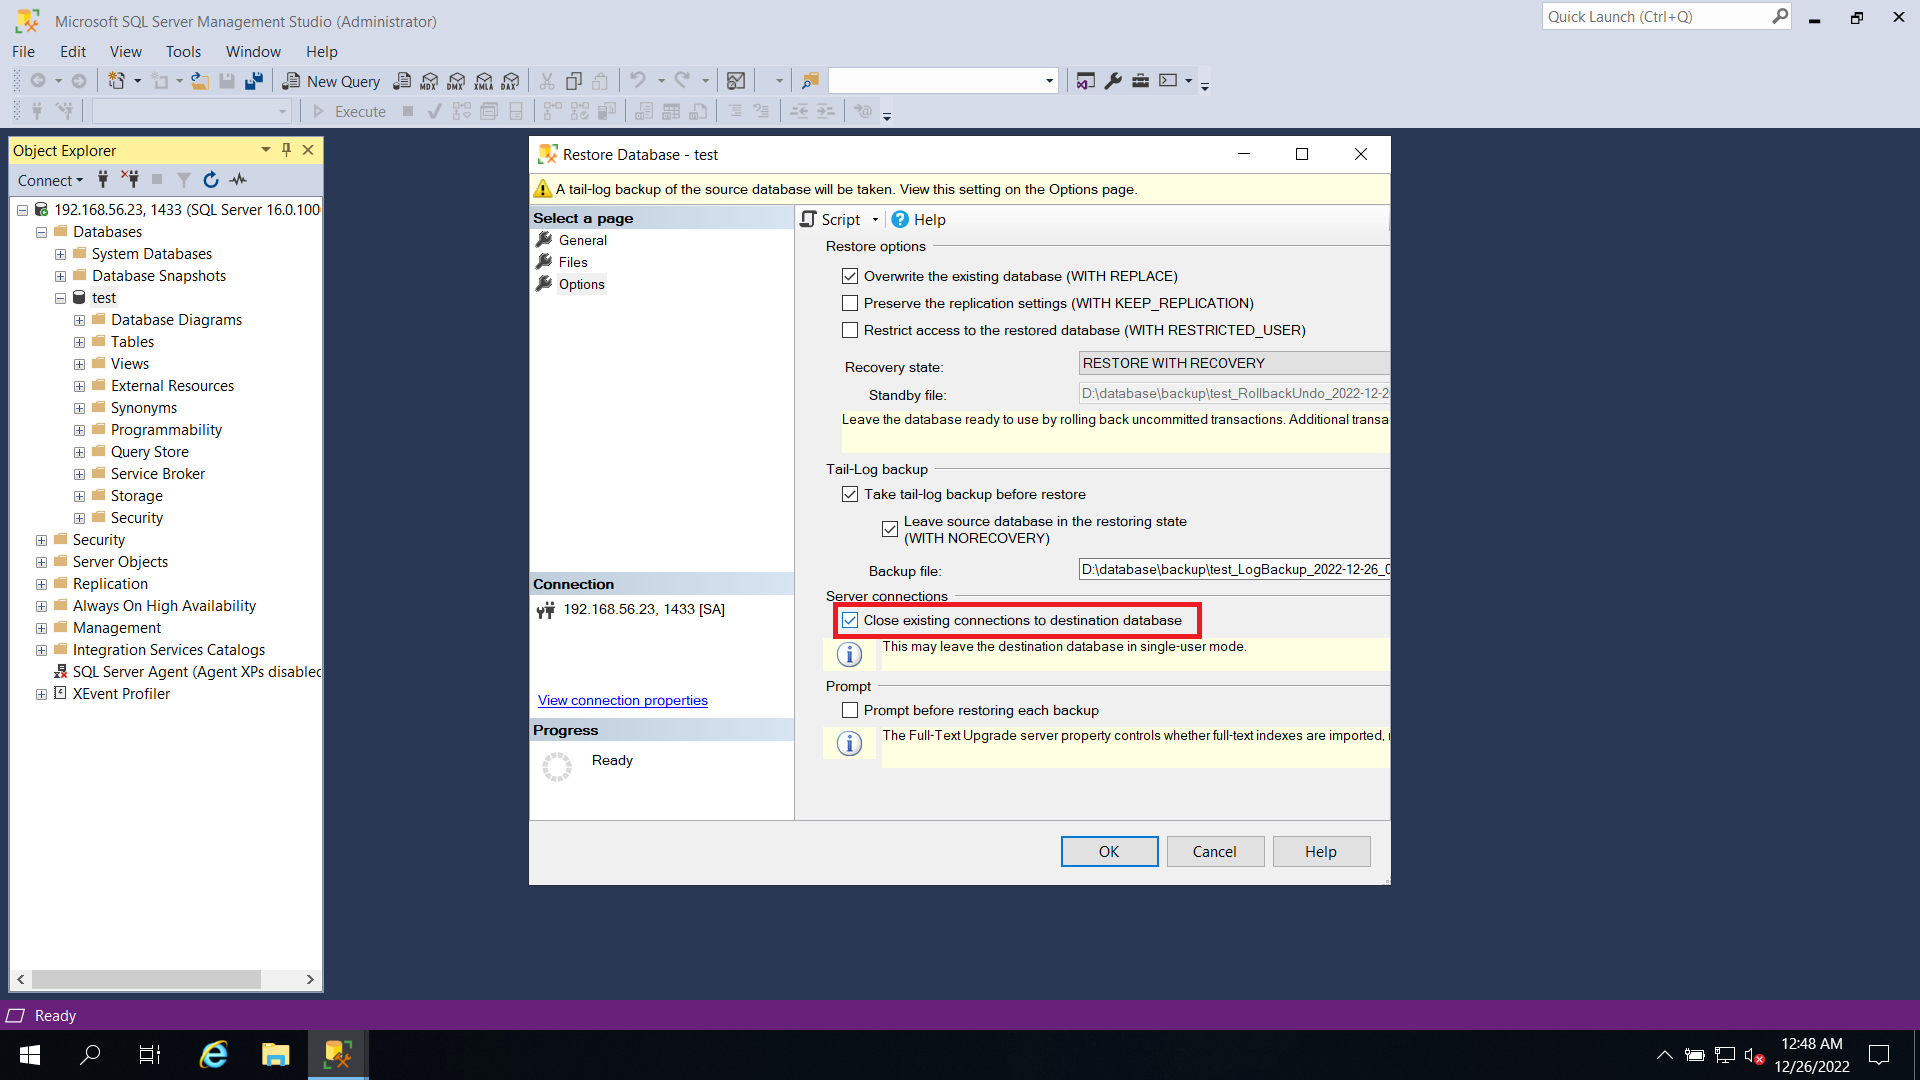 Microsoft SQL Server Management Studio (Administrator)
Quick Launch (Ctrl+Q)
File Edit View Tools Window Help
New Query
MDX DMX XMLA DAX
Execute
Object Explorer
Connect
192.168.56.23, 1433 (SQL Server 16.0.100
Databases
System Databases
Database Snapshots
test
Database Diagrams
Tables
Views
External Resources
Synonyms
Programmability
Query Store
Service Broker
Storage
Security
Security
Server Objects
Replication
Always On High Availability
Management
Integration Services Catalogs
SQL Server Agent (Agent XPs disabled
XEvent Profiler
Restore Database - test
A tail-log backup of the source database will be taken. View this setting on the Options page.
Select a page
General
Files
Options
Connection
192.168.56.23, 1433 [SA]
View connection properties
Progress
Ready
Script Help
Restore options
Overwrite the existing database (WITH REPLACE)
Preserve the replication settings (WITH KEEP_REPLICATION)
Restrict access to the restored database (WITH RESTRICTED_USER)
Recovery state: RESTORE WITH RECOVERY
Standby file: D:\database\backup\test_RollbackUndo_2022-12-2
Leave the database ready to use by rolling back uncommitted transactions. Additional transa
Tail-Log backup
Take tail-log backup before restore
Leave source database in the restoring state
(WITH NORECOVERY)
Backup file: D:\database\backup\test_LogBackup_2022-12-26_0
Server connections
Close existing connections to destination database
This may leave the destination database in single-user mode.
Prompt
Prompt before restoring each backup
The Full-Text Upgrade server property controls whether full-text indexes are imported,
OK Cancel Help
Ready
12:48 AM
12/26/2022